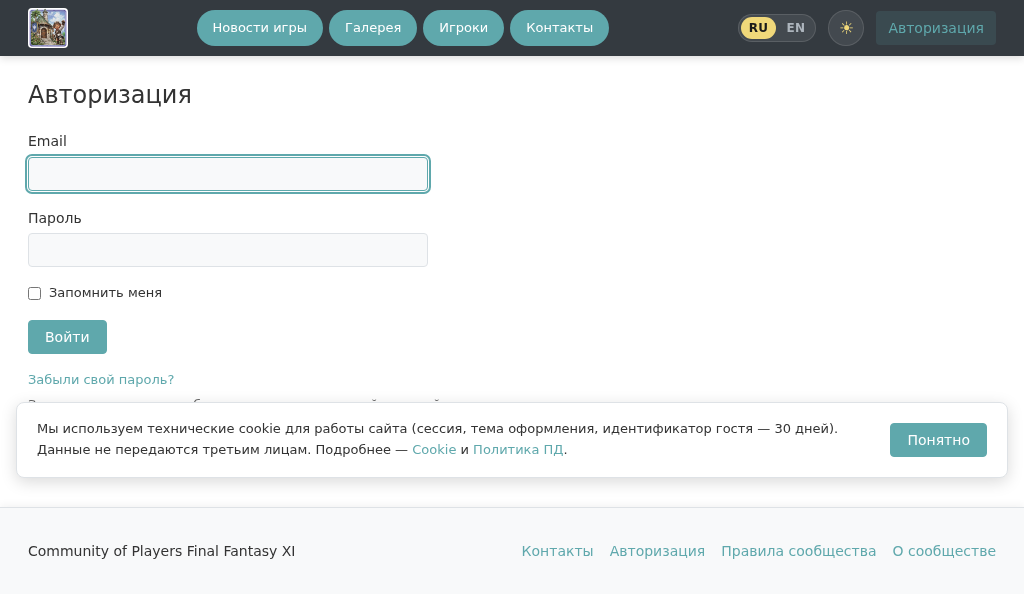 Новости игры Галерея Игроки Контакты RU EN Авторизация
Авторизация
Email
Пароль
Запомнить меня
Войти
Забыли свой пароль?
Мы используем технические cookie для работы сайта (сессия, тема оформления, идентификатор гостя — 30 дней).
Данные не передаются третьим лицам. Подробнее — Cookie и Политика ПД.
Понятно
Community of Players Final Fantasy XI
Контакты Авторизация Правила сообщества О сообществе